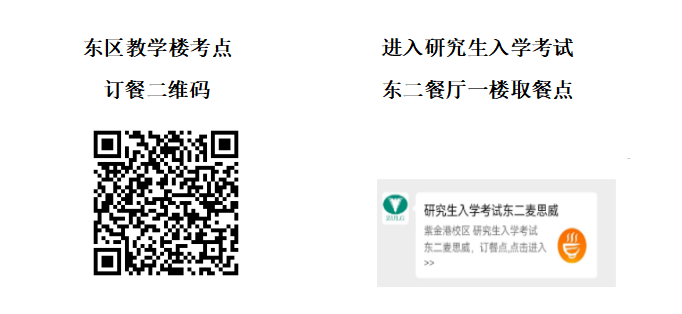 东区教学楼考点
订餐二维码
进入研究生入学考试
东二餐厅一楼取餐点
研究生入学考试东二麦思威
紫金港校区 研究生入学考试
东二麦思威，订餐点,点击进入
>>